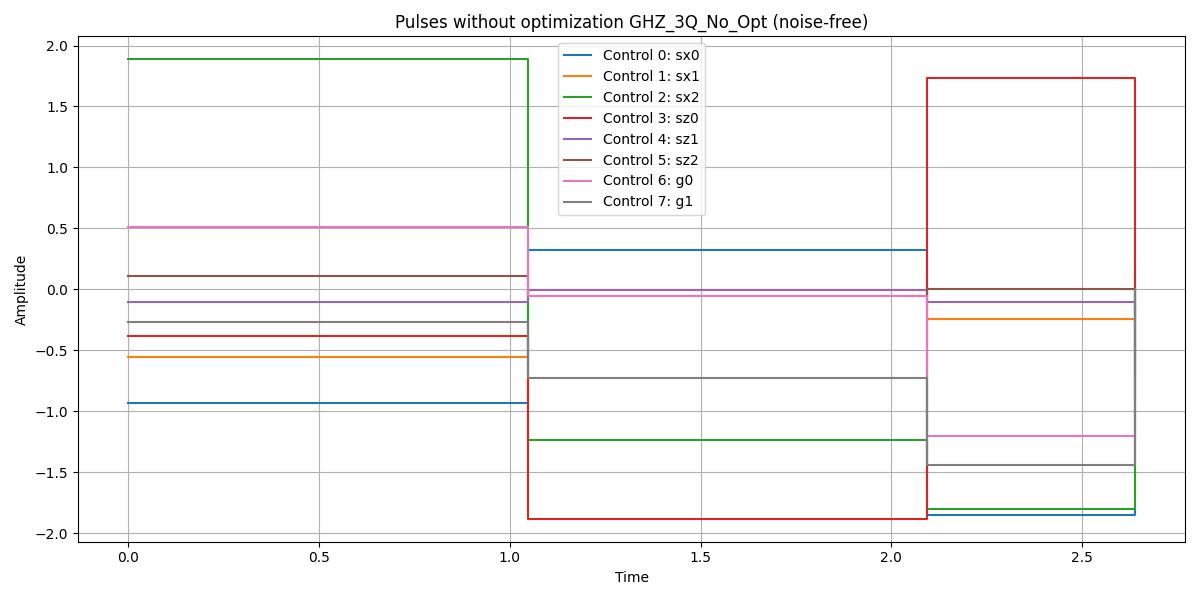 Pulses without optimization GHZ_3Q_No_Opt (noise-free)
2.0
1.5
1.0
0.5
0.0
−0.5
−1.0
−1.5
−2.0
Amplitude
Control 0: sx0
Control 1: sx1
Control 2: sx2
Control 3: sz0
Control 4: sz1
Control 5: sz2
Control 6: g0
Control 7: g1
0.0 0.5 1.0 1.5 2.0 2.5
Time